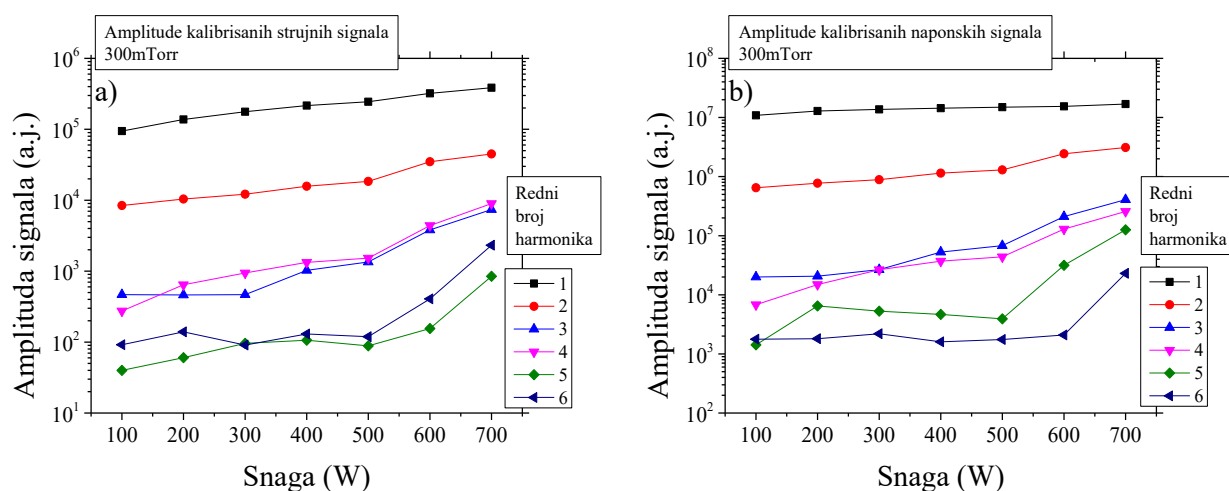 Amplitude kalibrisanih strujnih signala
300mTorr
a)
Amplituda signala (a.j.)
10^6
10^5
10^4
10^3
10^2
10^1
100 200 300 400 500 600 700
Snaga (W)
Redni
broj
harmonika
1
2
3
4
5
6
Amplitude kalibrisanih naponskih signala
300mTorr
b)
Amplituda signala (a.j.)
10^8
10^7
10^6
10^5
10^4
10^3
10^2
100 200 300 400 500 600 700
Snaga (W)
Redni
broj
harmonika
1
2
3
4
5
6